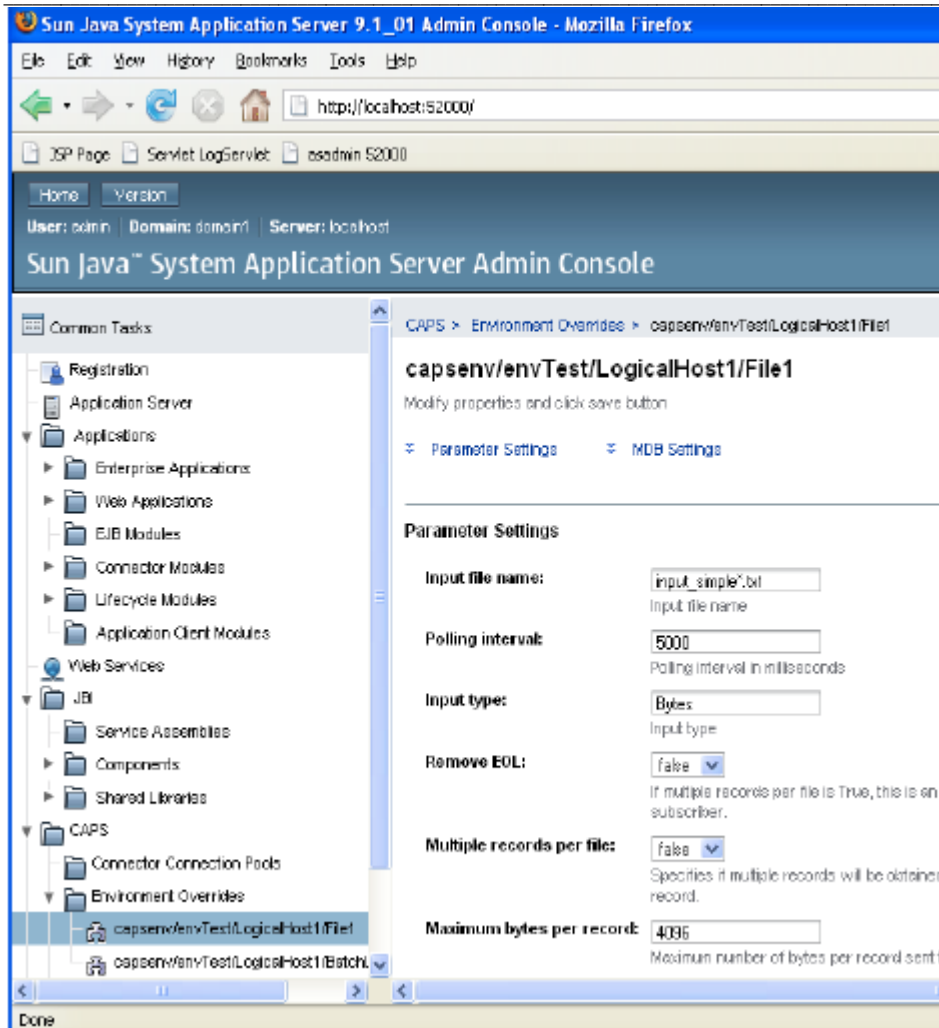 Sun Java System Application Server 9.1_01 Admin Console - Mozilla Firefox
File Edit View History Bookmarks Tools Help
http://localhost:52000/
JSP Page Servlet LogServlet asadmin 52000
Home Version
User: admin Domain: domain1 Server: localhost
Sun Java™ System Application Server Admin Console
Common Tasks
Registration
Application Server
Applications
Enterprise Applications
Web Applications
EJB Modules
Connector Modules
Lifecycle Modules
Application Client Modules
Web Services
JBI
Service Assemblies
Components
Shared Libraries
CAPS
Connector Connection Pools
Environment Overrides
capsenv/envTest/LogicalHost1/File1
capsenv/envTest/LogicalHost1/BatchL
CAPS > Environment Overrides > capsenv/envTest/LogicalHost1/File1
capsenv/envTest/LogicalHost1/File1
Modify properties and click save button
Parameter Settings MDB Settings
Parameter Settings
Input file name: input_simple*.txt
Input file name
Polling interval: 5000
Polling interval in milliseconds
Input type: Bytes
Input type
Remove EOL: false
If multiple records per file is True, this is an
subscriber.
Multiple records per file: false
Specifies if multiple records will be obtained
record.
Maximum bytes per record: 4096
Maximum number of bytes per record sent
Done